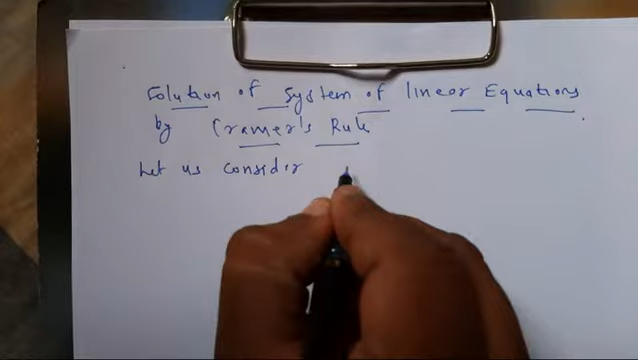 Solution of System of linear Equations
by Cramer's Rule
Let us consider